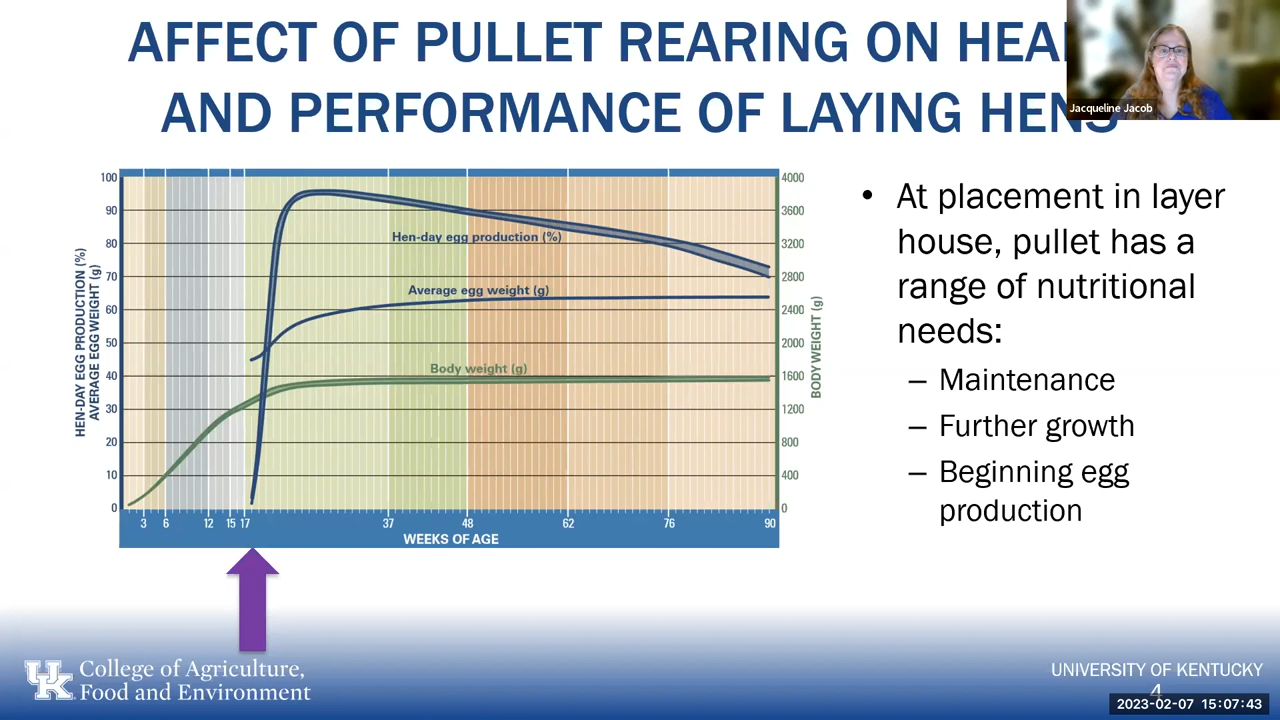 AFFECT OF PULLET REARING ON HEA
AND PERFORMANCE OF LAYING HENS
Jacqueline Jacob
HEN-DAY EGG PRODUCTION (%)
AVERAGE EGG WEIGHT (g)
100
90
80
70
60
50
40
30
20
10
0
Hen-day egg production (%)
Average egg weight (g)
Body weight (g)
4000
3600
3200
2800
2400
2000
1600
1200
800
400
0
BODY WEIGHT (g)
3 6 12 15 17 37 48 62 76 90
WEEKS OF AGE
• At placement in layer
house, pullet has a
range of nutritional
needs:
– Maintenance
– Further growth
– Beginning egg
production
UK
College of Agriculture,
Food and Environment
UNIVERSITY OF KENTUCKY
4
2023-02-07 15:07:43